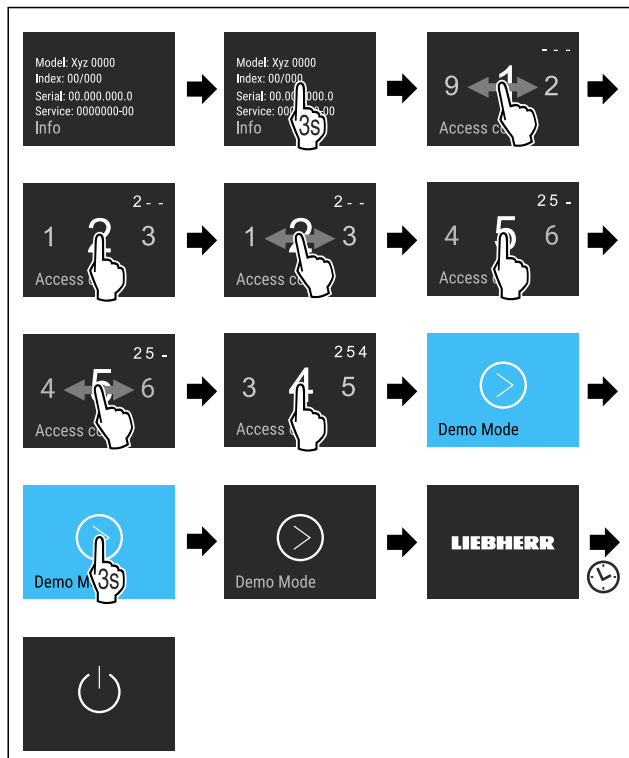 Model: Xyz 0000
Index: 00/000
Serial: 00.000.000.0
Service: 0000000-00
Info
Model: Xyz 0000
Index: 00/000
Serial: 00.000.000.0
Service: 0000000-00
Info
3s
- - -
9 1 2
Access
2 - -
1 2 3
Access
2 - -
1 2 3
Access
2 5 -
4 5 6
Access
2 5 -
4 5 6
Access
2 5 4
3 4 5
Access
Demo Mode
Demo M
3s
Demo Mode
LIEBHERR